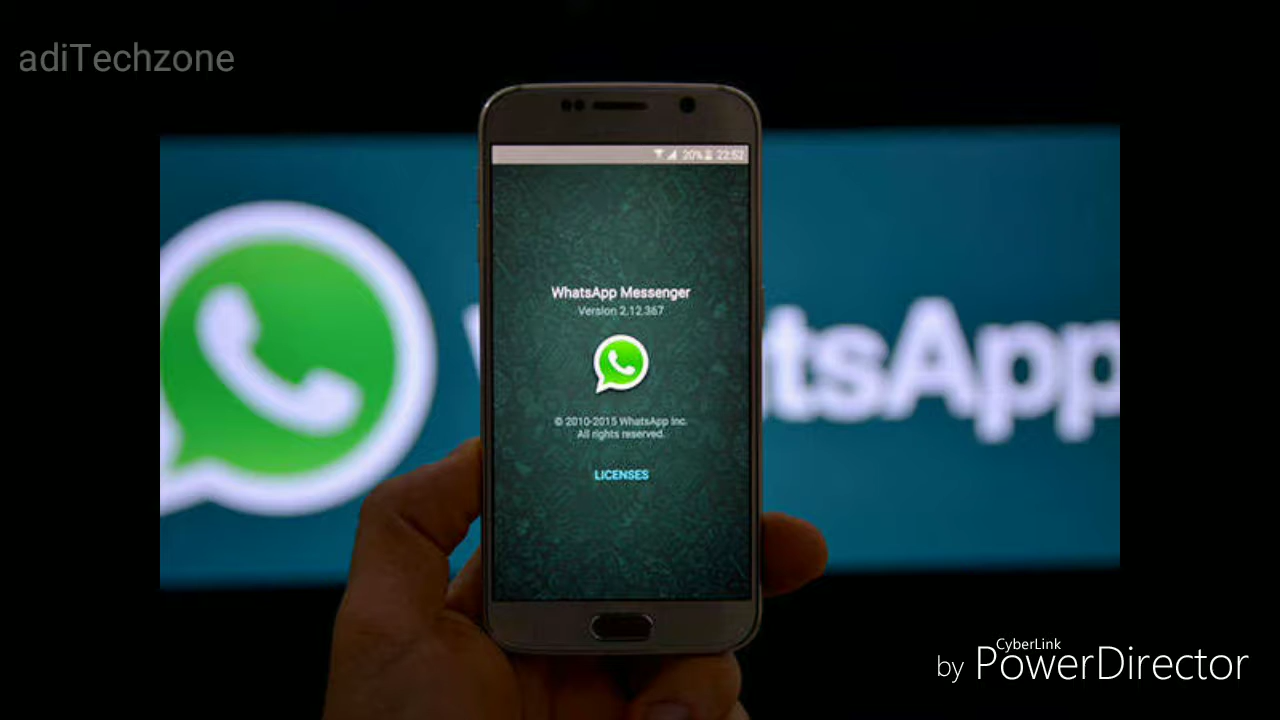 adiTechzone
20% 22:52
WhatsApp Messenger
Version 2.12.367
© 2010-2015 WhatsApp Inc.
All rights reserved.
LICENSES
tsApp
CyberLink
by PowerDirector